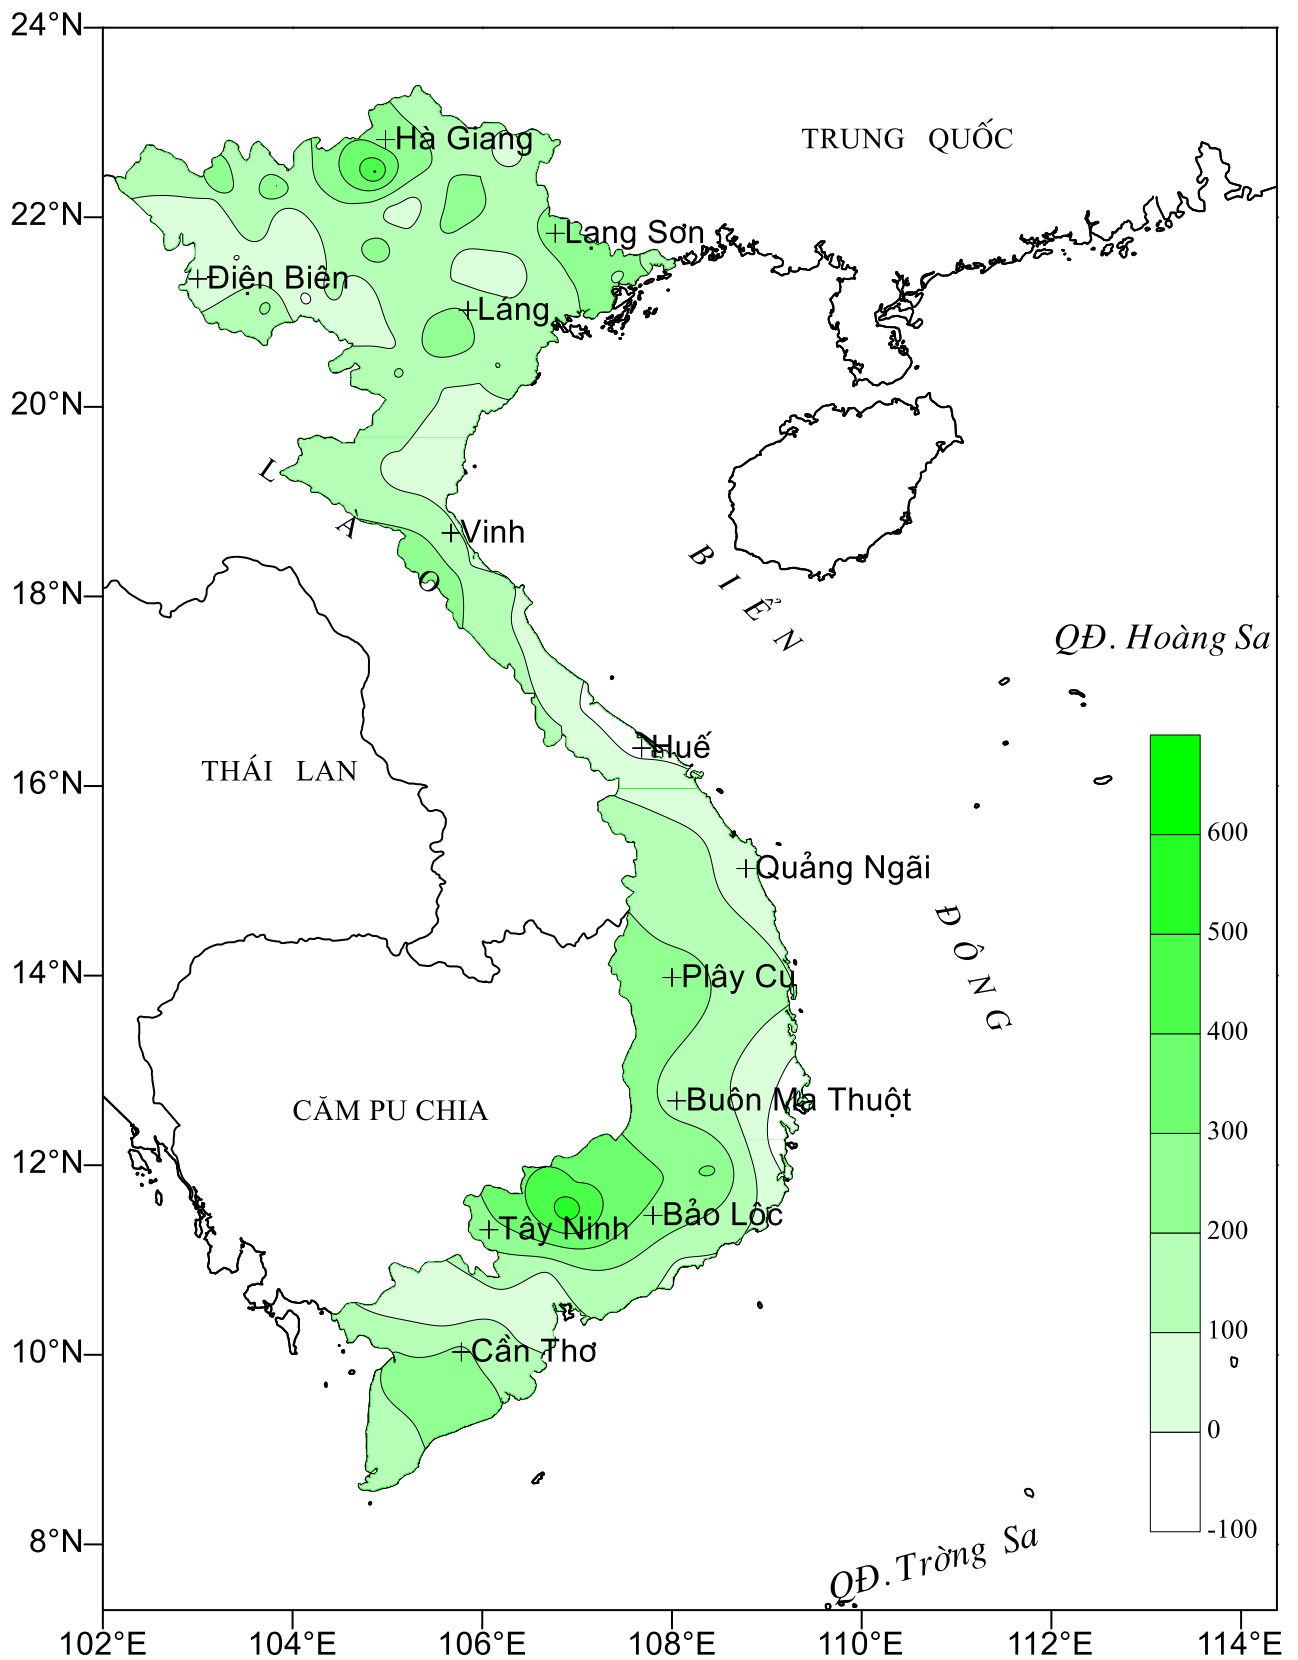 24°N
22°N
20°N
18°N
16°N
14°N
12°N
10°N
8°N
102°E
104°E
106°E
108°E
110°E
112°E
114°E
TRUNG QUỐC
Hà Giang
Lang Sơn
Điện Biên
Láng
L
A
O
Vinh
BIỂN
QĐ. Hoàng Sa
THÁI LAN
Huế
Quảng Ngãi
ĐÔNG
Plây Cu
CĂM PU CHIA
Buôn Ma Thuột
Bảo Lộc
Tây Ninh
Cần Thơ
QĐ. Trờng Sa
600
500
400
300
200
100
0
-100